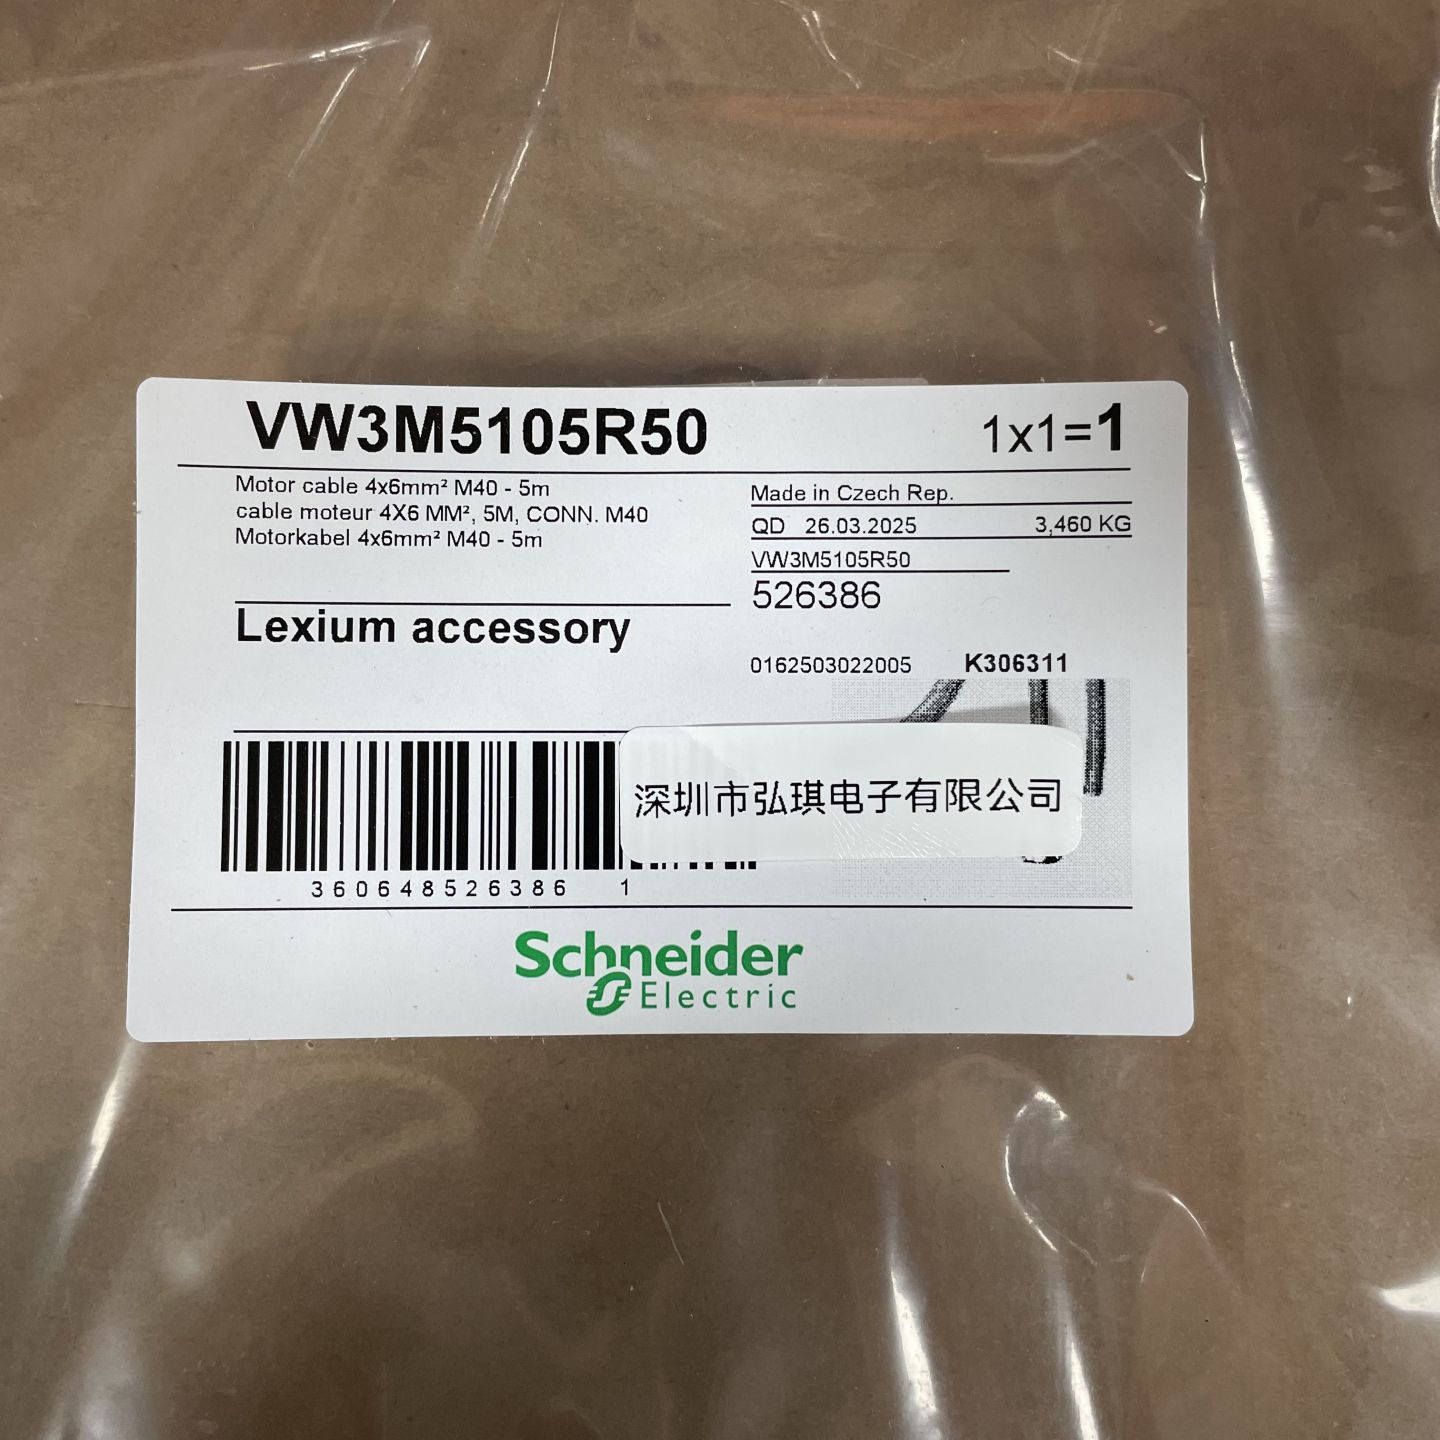 VW3M5105R50 1x1=1
Motor cable 4x6mm² M40 - 5m
cable moteur 4X6 MM², 5M, CONN. M40
Motorkabel 4x6mm² M40 - 5m
Lexium accessory
Made in Czech Rep.
QD 26.03.2025 3,460 KG
VW3M5105R50
526386
0162503022005 K306311
深圳市弘琪电子有限公司
360648526386 1
Schneider
Electric